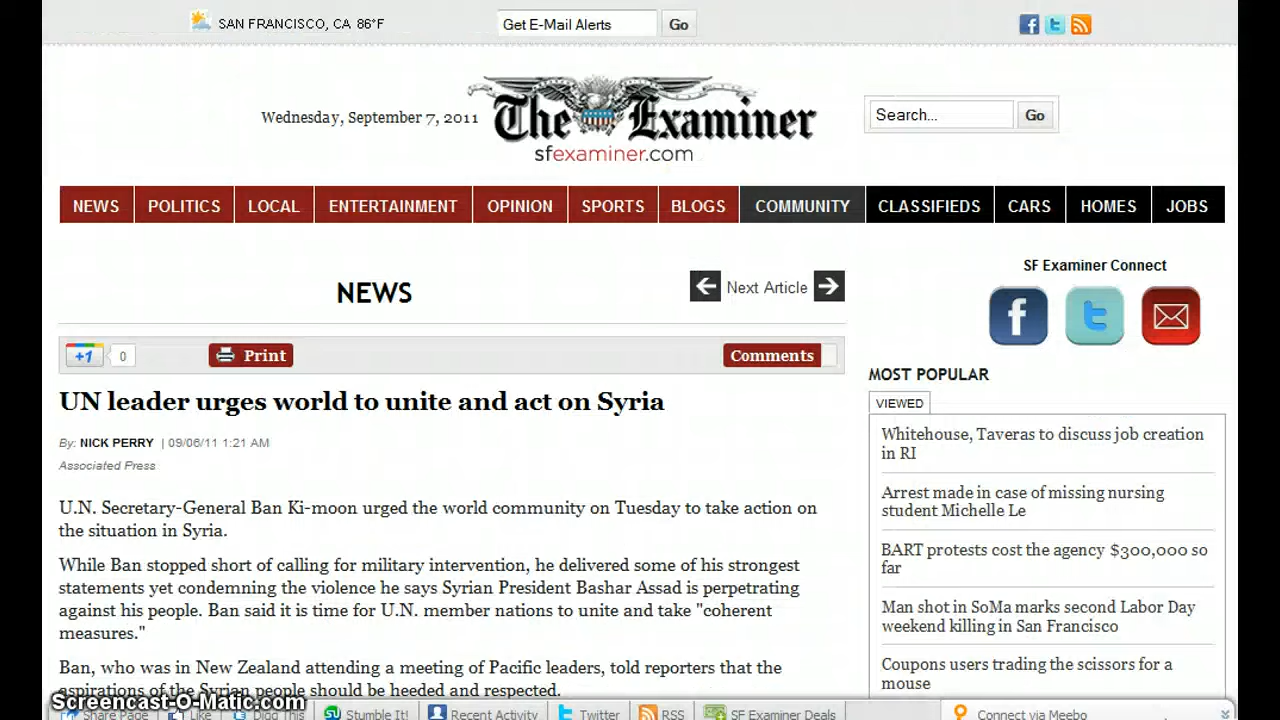 SAN FRANCISCO, CA 86°F
Get E-Mail Alerts
Go
f
t
Wednesday, September 7, 2011
The Examiner
sfexaminer.com
Search...
Go
NEWS
POLITICS
LOCAL
ENTERTAINMENT
OPINION
SPORTS
BLOGS
COMMUNITY
CLASSIFIEDS
CARS
HOMES
JOBS
NEWS
Next Article
+1
0
Print
Comments
UN leader urges world to unite and act on Syria
By: NICK PERRY | 09/06/11 1:21 AM
Associated Press
U.N. Secretary-General Ban Ki-moon urged the world community on Tuesday to take action on
the situation in Syria.
While Ban stopped short of calling for military intervention, he delivered some of his strongest
statements yet condemning the violence he says Syrian President Bashar Assad is perpetrating
against his people. Ban said it is time for U.N. member nations to unite and take "coherent
measures."
Ban, who was in New Zealand attending a meeting of Pacific leaders, told reporters that the
aspirations of the Syrian people should be heeded and respected.
SF Examiner Connect
f
t
MOST POPULAR
VIEWED
Whitehouse, Taveras to discuss job creation
in RI
Arrest made in case of missing nursing
student Michelle Le
BART protests cost the agency $300,000 so
far
Man shot in SoMa marks second Labor Day
weekend killing in San Francisco
Coupons users trading the scissors for a
mouse
Screencast-O-Matic.com
Share Page
Like
Digg This
Stumble It!
Recent Activity
Twitter
RSS
SF Examiner Deals
Connect via Meebo